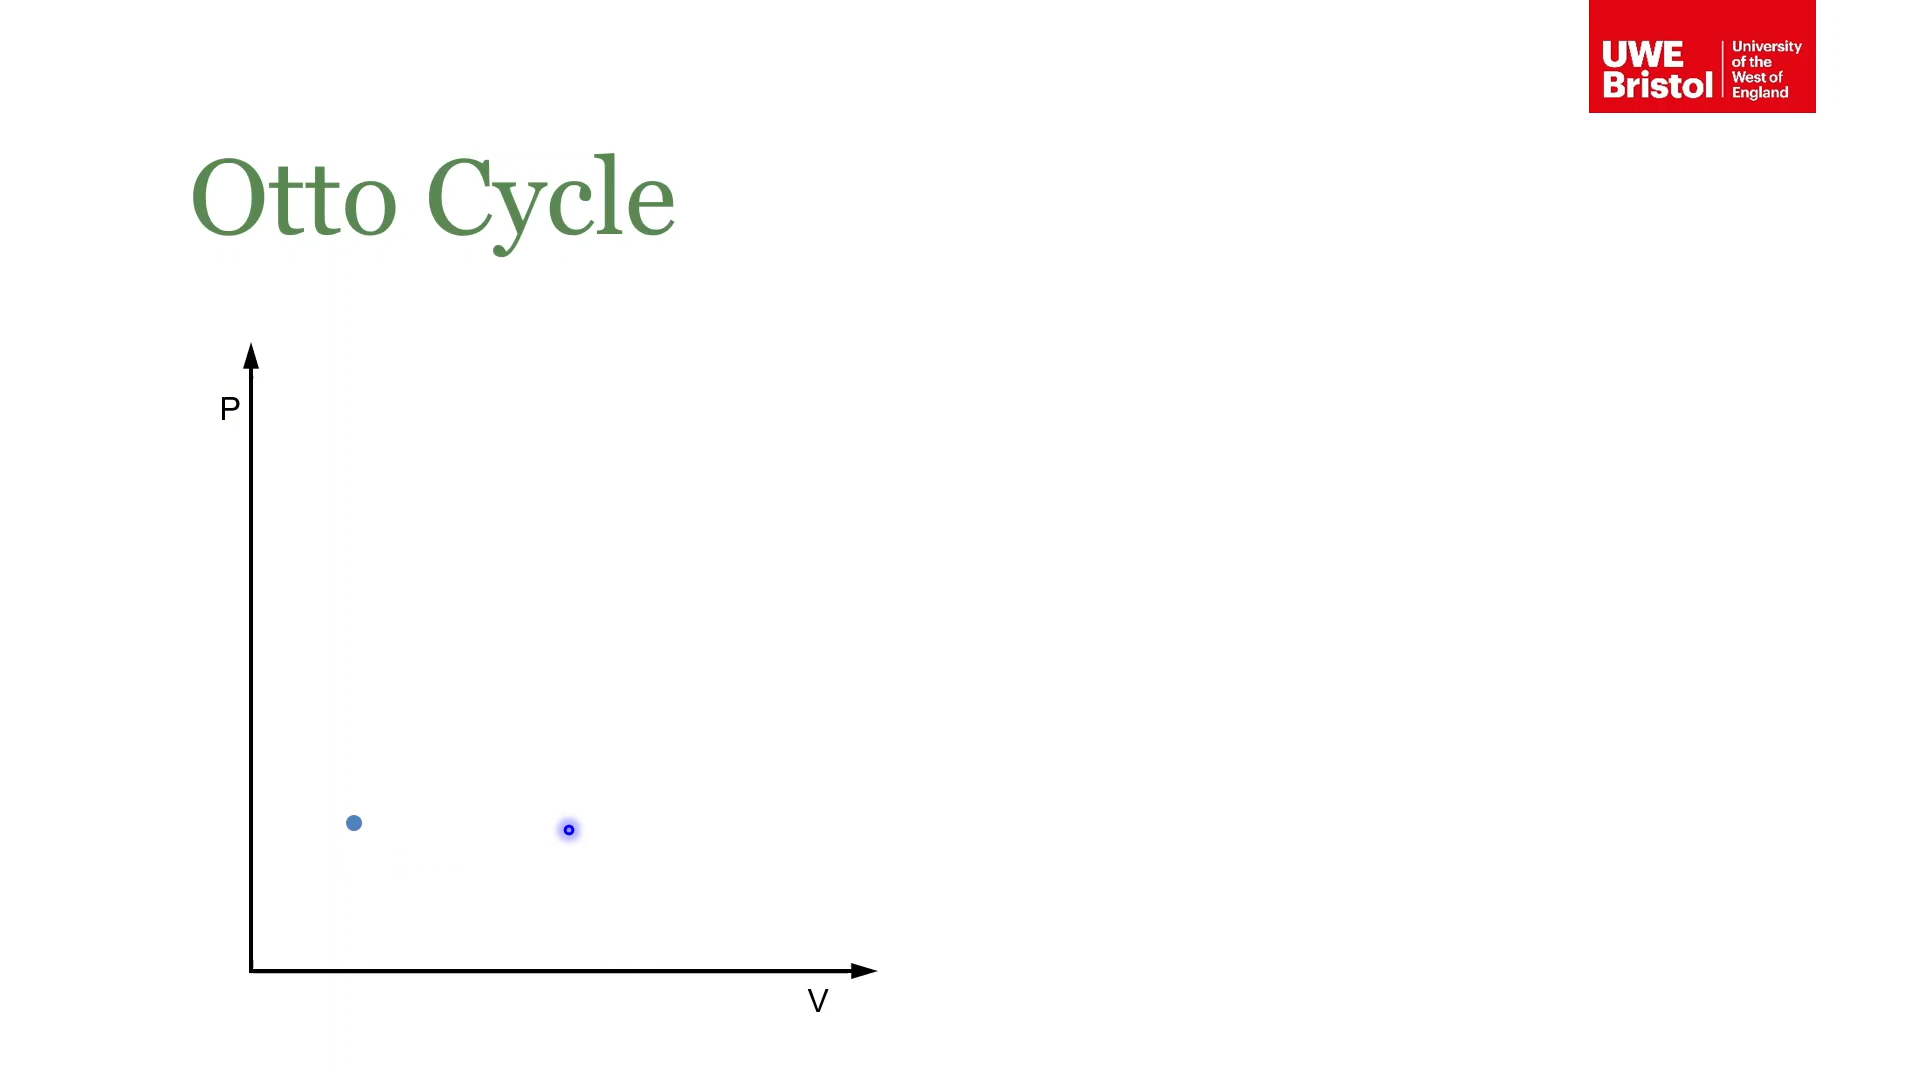 UWE
Bristol
University
of the
West of
England
Otto Cycle
P
V